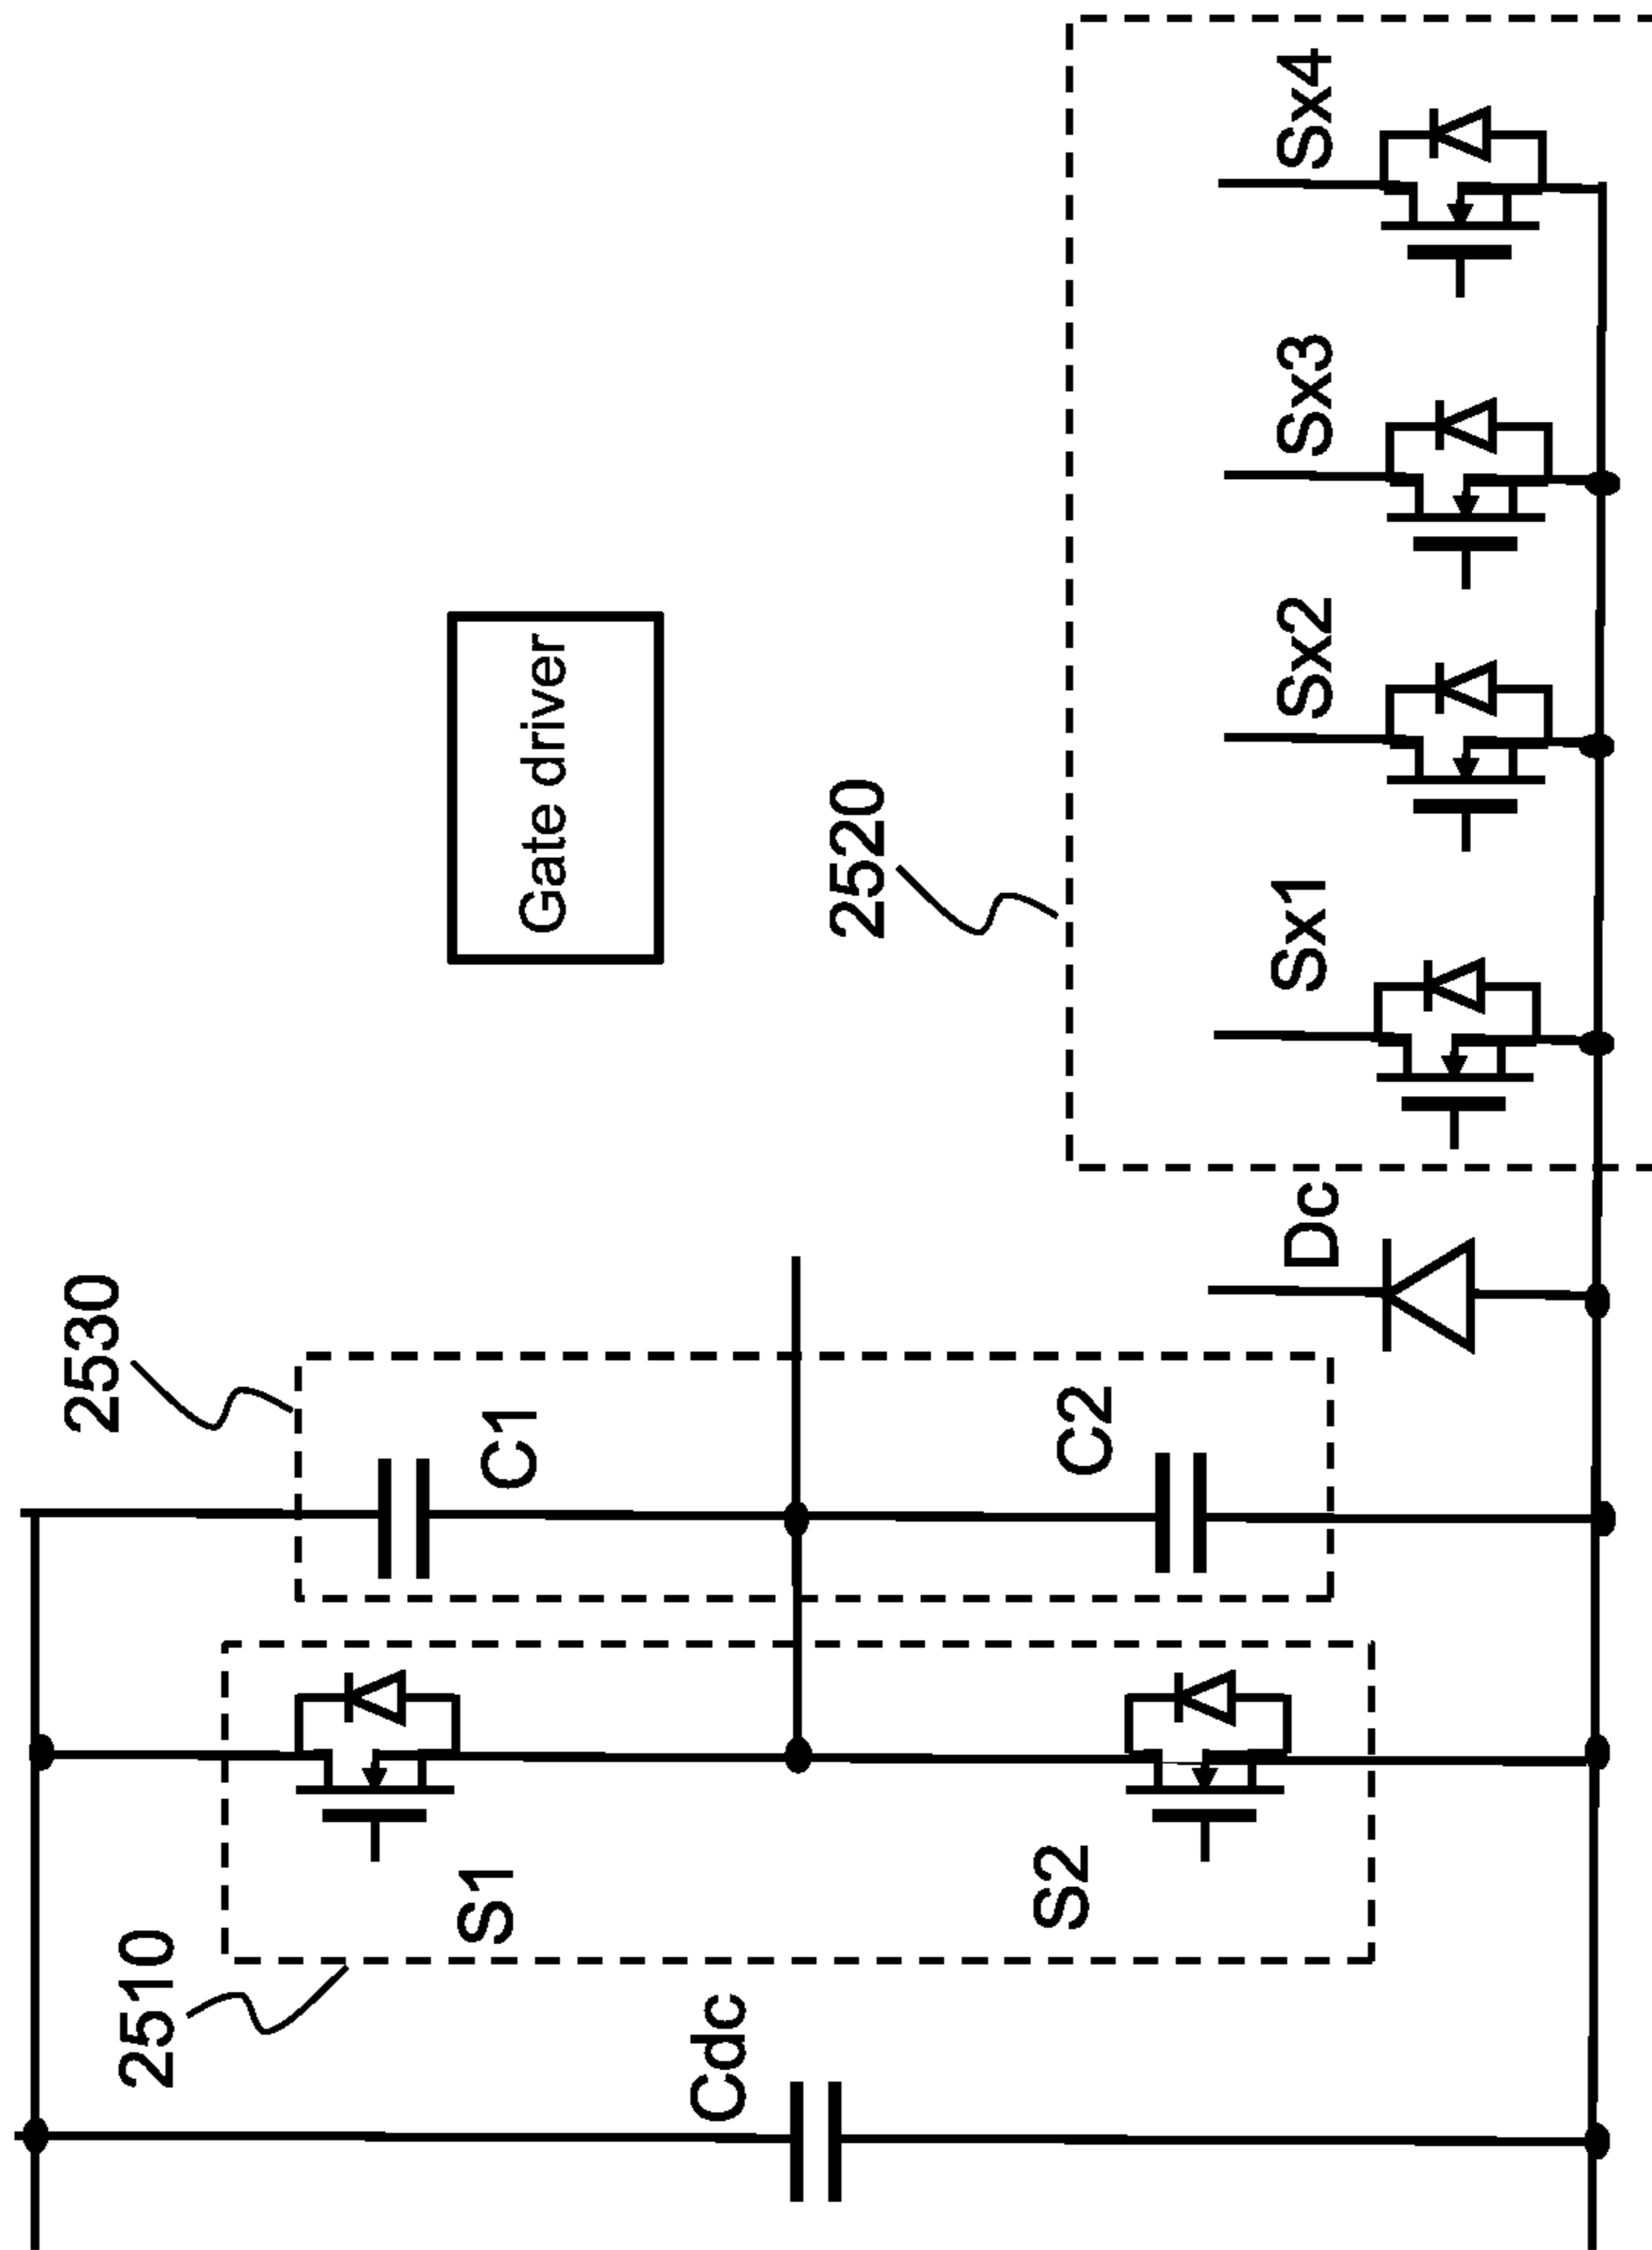 2510
S1
S2
Cdc
2530
C1
C2
Dc
Gate driver
2520
Sx1
Sx2
Sx3
Sx4